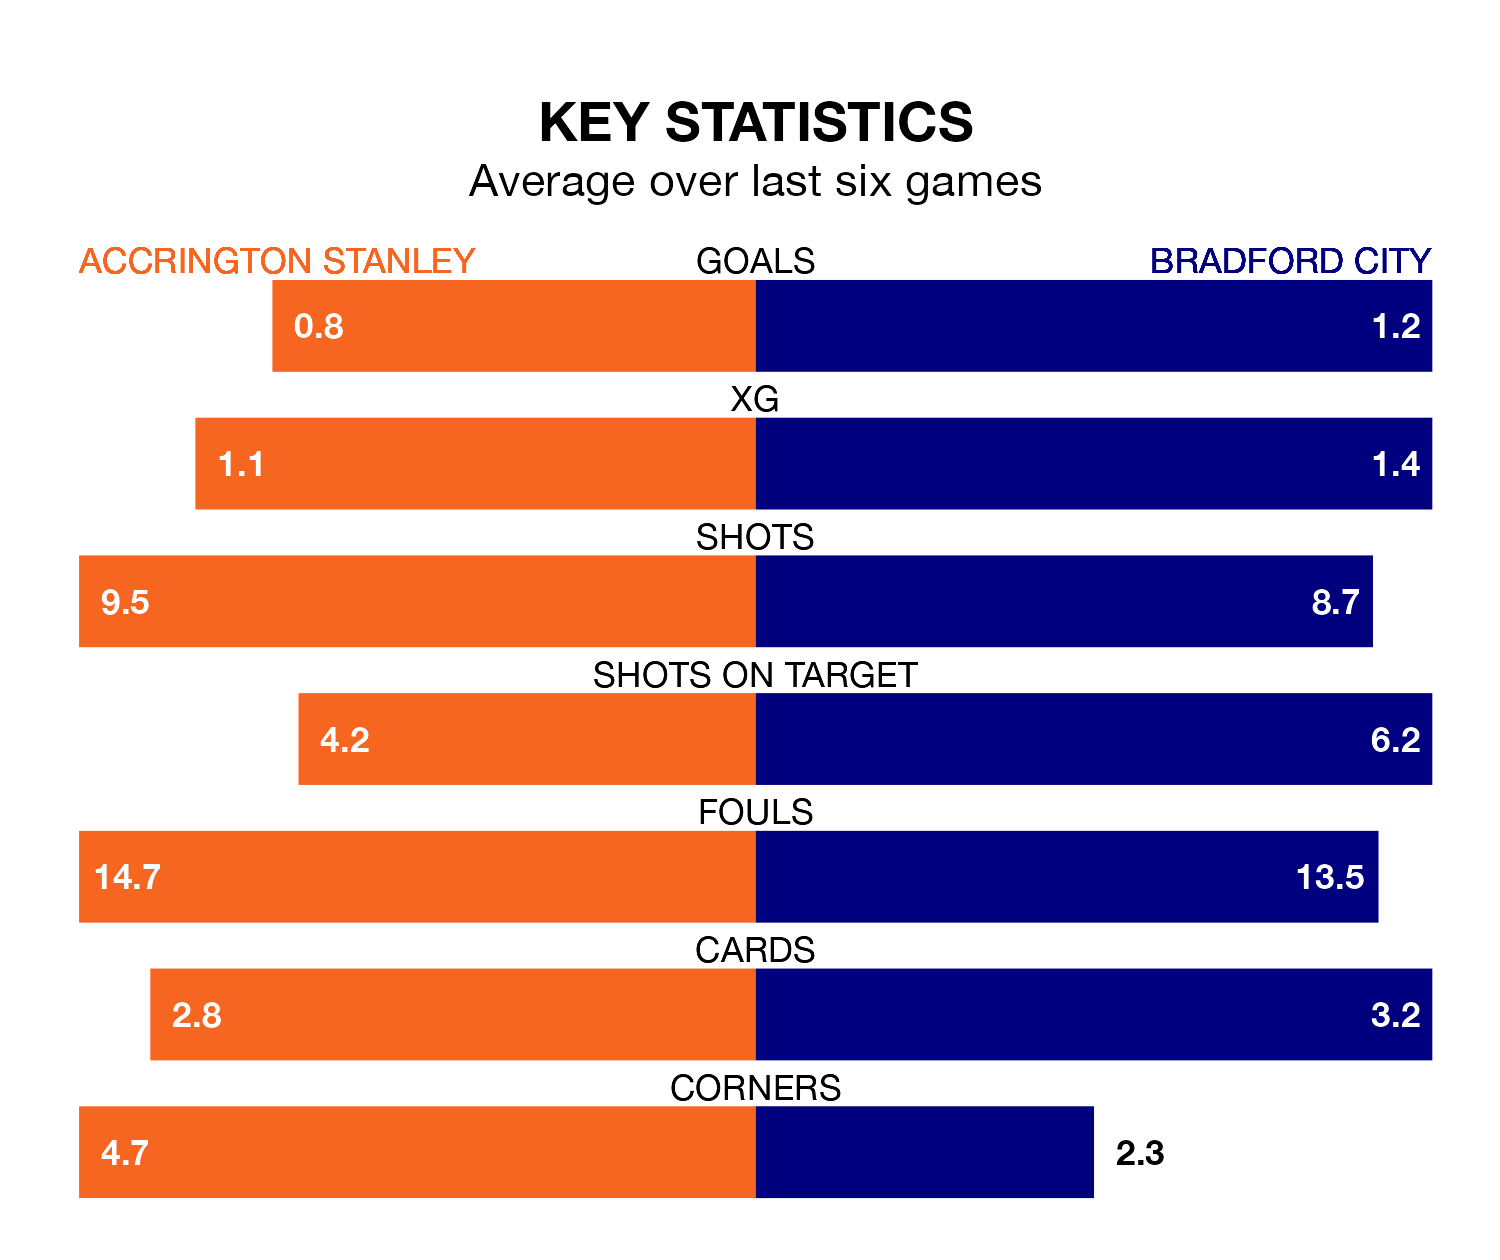 KEY STATISTICS
Average over last six games
ACCRINGTON STANLEY GOALS BRADFORD CITY
0.8 1.2
XG
1.1 1.4
SHOTS
9.5 8.7
SHOTS ON TARGET
4.2 6.2
FOULS
14.7 13.5
CARDS
2.8 3.2
CORNERS
4.7 2.3